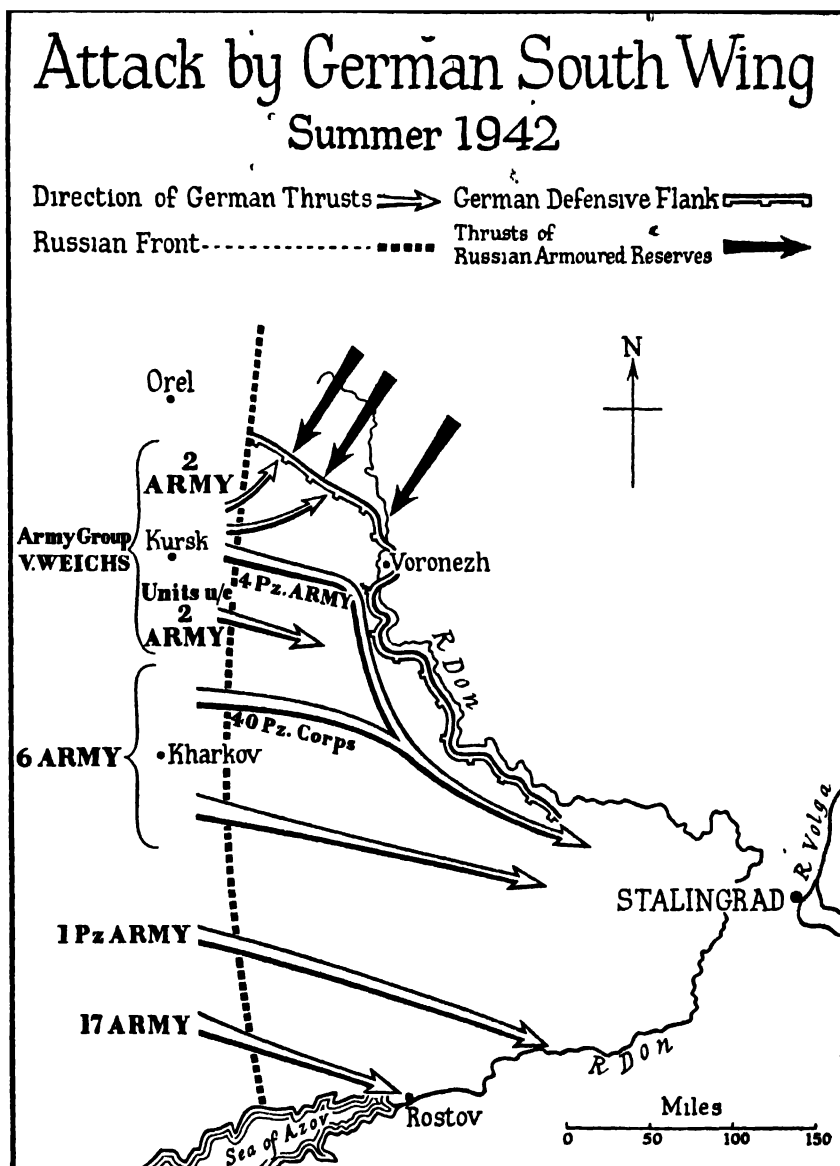 Attack by German South Wing
Summer 1942
Direction of German Thrusts
German Defensive Flank
Russian Front
Thrusts of
Russian Armoured Reserves
N
Orel
2
ARMY
Army Group
V. WEICHS
Kursk
Voronezh
4 Pz. ARMY
Units u/c
2
ARMY
R Don
40 Pz. Corps
6 ARMY
Kharkov
R Volga
STALINGRAD
1 Pz ARMY
17 ARMY
R Don
Rostov
Sea of Azov
Miles
0 50 100 150